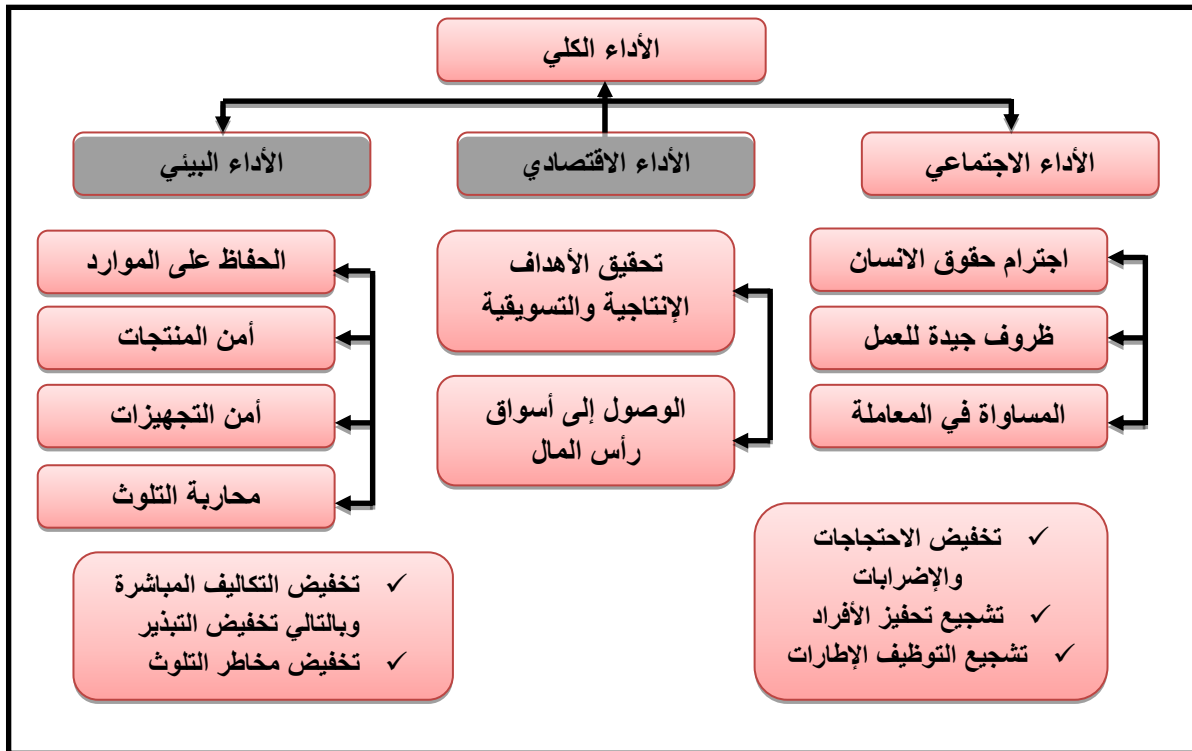 الأداء الكلي
الأداء الاجتماعي
الأداء الاقتصادي
الأداء البيئي
اجترام حقوق الانسان
ظروف جيدة للعمل
المساواة في المعاملة
تحقيق الأهداف
الإنتاجية والتسويقية
الوصول إلى أسواق
رأس المال
الحفاظ على الموارد
أمن المنتجات
أمن التجهيزات
محاربة التلوث
✓ تخفيض الاحتجاجات
والإضرابات
✓ تشجيع تحفيز الأفراد
✓ تشجيع التوظيف الإطارات
✓ تخفيض التكاليف المباشرة
وبالتالي تخفيض التبذير
✓ تخفيض مخاطر التلوث